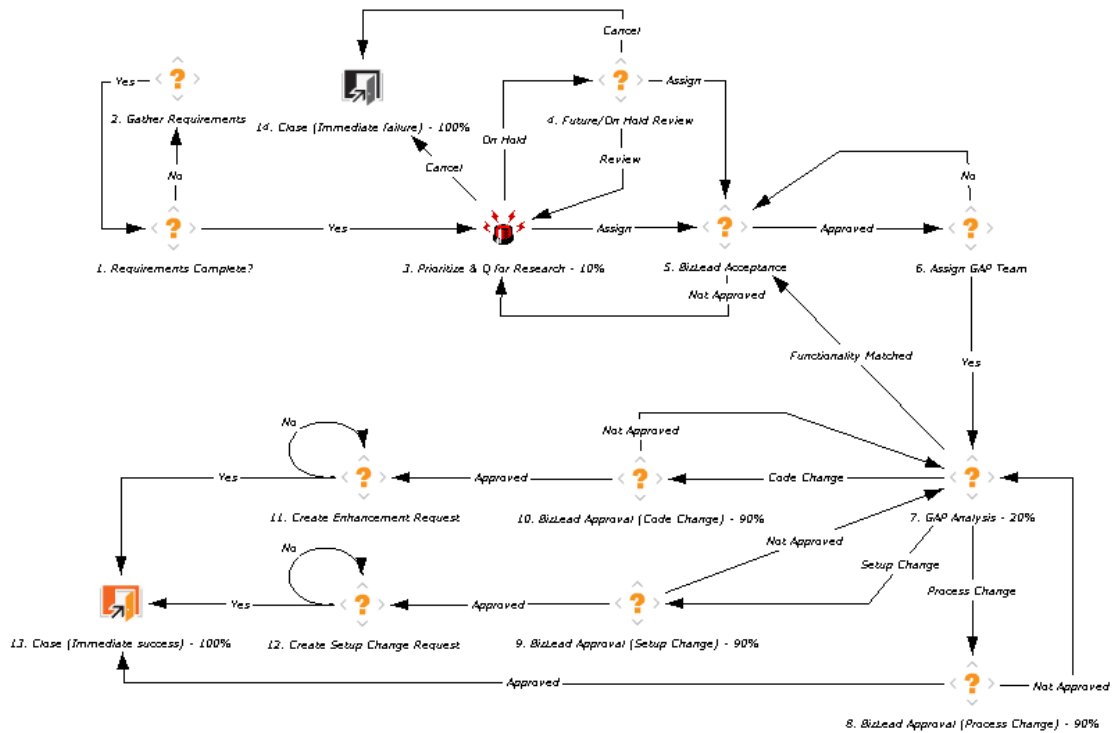 Cancel
?
Yes
?
Assign
2. Gather Requirements
14. Close (Immediate failure) - 100%
On Hold
4. Future/On Hold Review
Review
No
Cancel
No
?
Yes
Assign
?
Approved
?
1. Requirements Complete?
3. Prioritize & Q for Research - 10%
5. BizLead Acceptance
6. Assign GAP Team
Not Approved
Functionality Matched
Yes
No
Not Approved
Yes
?
Approved
?
Code Change
?
11. Create Enhancement Request
10. BizLead Approval (Code Change) - 90%
7. GAP Analysis - 20%
No
Not Approved
Setup Change
Process Change
Yes
?
Approved
?
13. Close (Immediate success) - 100%
12. Create Setup Change Request
9. BizLead Approval (Setup Change) - 90%
Approved
?
Not Approved
8. BizLead Approval (Process Change) - 90%